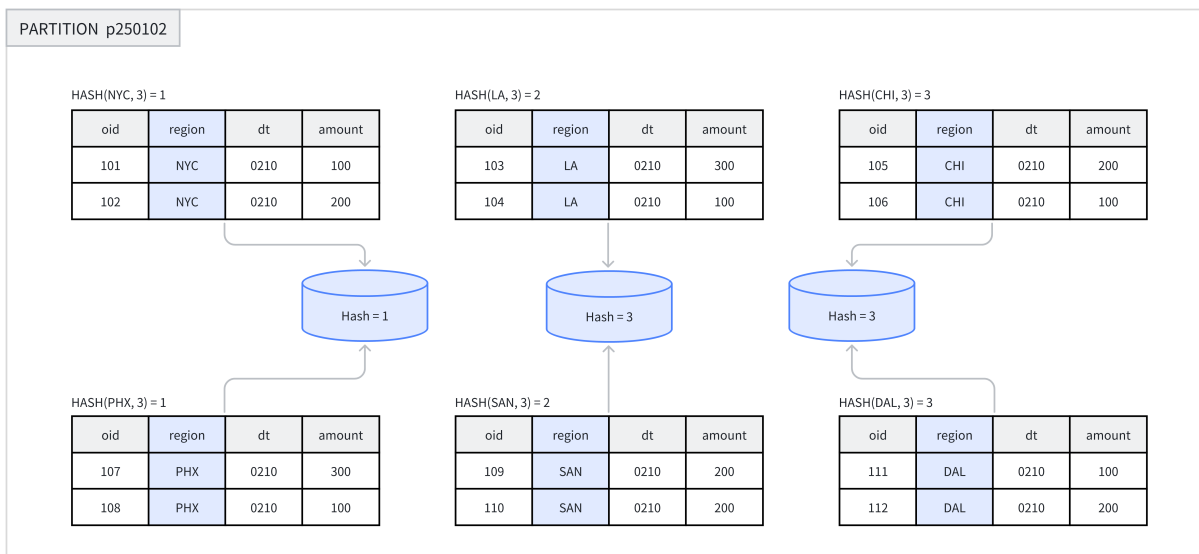 PARTITION p250102
HASH(NYC, 3) = 1
oid region dt amount
101 NYC 0210 100
102 NYC 0210 200
HASH(LA, 3) = 2
oid region dt amount
103 LA 0210 300
104 LA 0210 100
HASH(CHI, 3) = 3
oid region dt amount
105 CHI 0210 200
106 CHI 0210 100
Hash = 1
Hash = 3
Hash = 3
HASH(PHX, 3) = 1
oid region dt amount
107 PHX 0210 300
108 PHX 0210 100
HASH(SAN, 3) = 2
oid region dt amount
109 SAN 0210 200
110 SAN 0210 200
HASH(DAL, 3) = 3
oid region dt amount
111 DAL 0210 100
112 DAL 0210 200